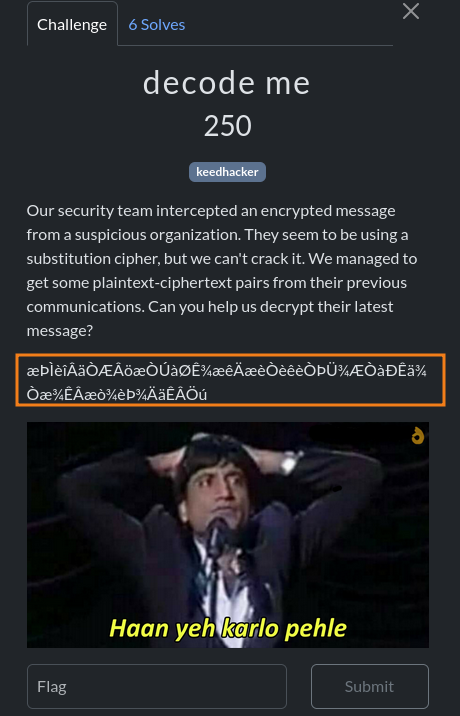 Challenge
6 Solves
decode me
250
keedhacker
Our security team intercepted an encrypted message
from a suspicious organization. They seem to be using a
substitution cipher, but we can't crack it. We managed to
get some plaintext-ciphertext pairs from their previous
communications. Can you help us decrypt their latest
message?
æÞÌèîÂäÒÆÂöæÒÚàØÊ¾æêÄæèÒèêèÒÞÜ¾ÆÒàÐÊä¾
Òæ¾ÊÂæò¾èÞ¾ÄäÊÂÖú
Haan yeh karlo pehle
Flag
Submit